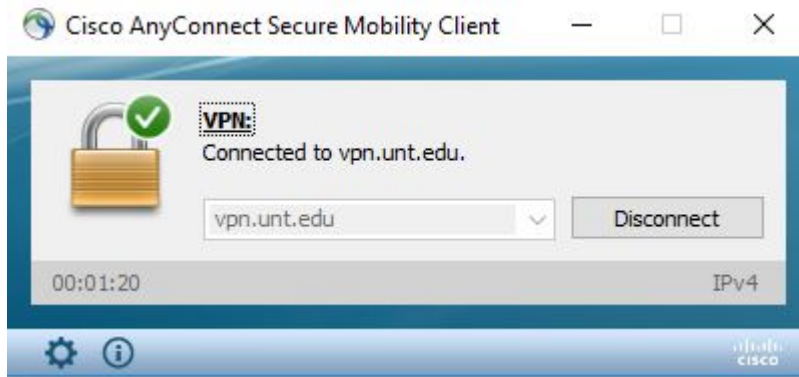 Cisco AnyConnect Secure Mobility Client
VPN:
Connected to vpn.unt.edu.
vpn.unt.edu
Disconnect
00:01:20
IPv4
CISCO